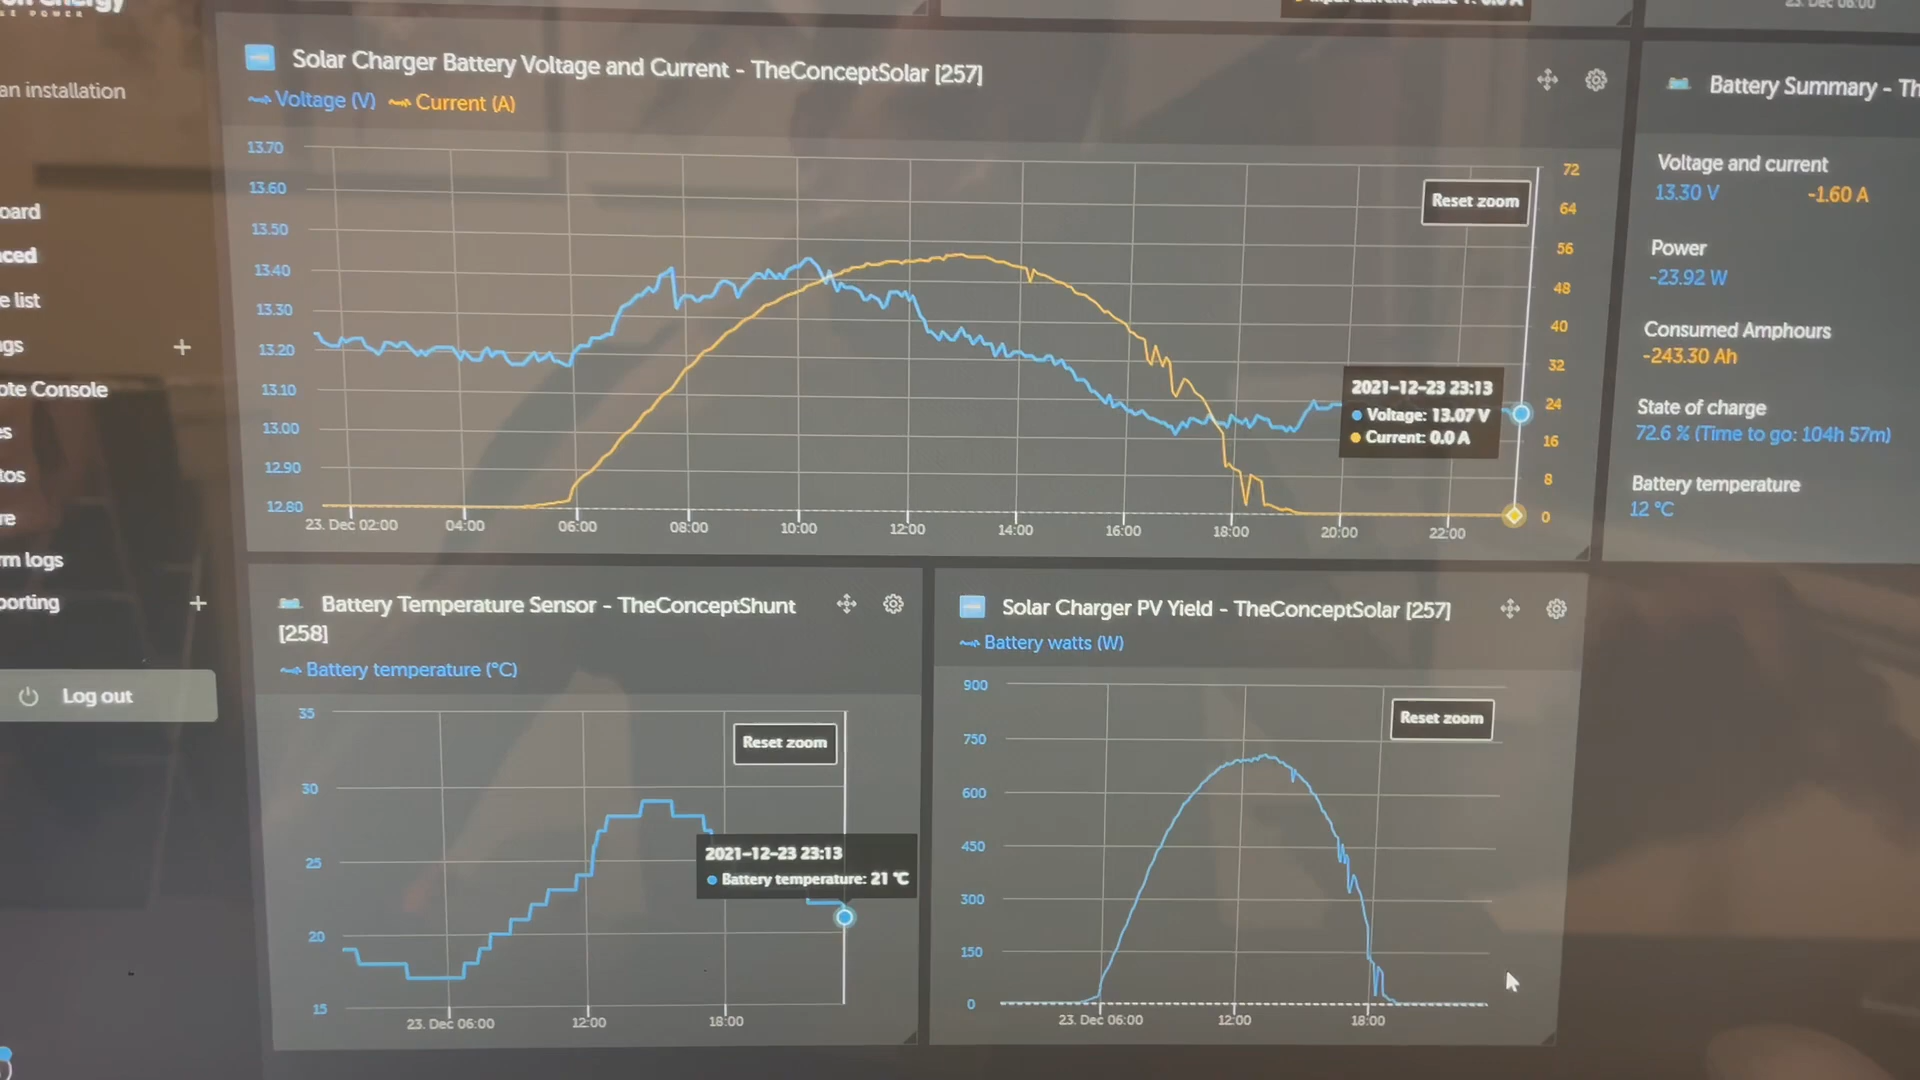 POWER
23. Dec 06:00
an installation
Solar Charger Battery Voltage and Current - TheConceptSolar [257]
Voltage (V) Current (A)
13.70
13.60
13.50
13.40
13.30
13.20
13.10
13.00
12.90
12.80
72
64
56
48
40
32
24
16
8
0
Reset zoom
2021-12-23 23:13
Voltage: 13.07 V
Current: 0.0 A
23. Dec 02:00 04:00 06:00 08:00 10:00 12:00 14:00 16:00 18:00 20:00 22:00
Battery Summary - Th
Voltage and current
13.30 V -1.60 A
Power
-23.92 W
Consumed Amphours
-243.30 Ah
State of charge
72.6 % (Time to go: 104h 57m)
Battery temperature
12 °C
oard
ced
e list
gs
ote Console
es
tos
re
rm logs
porting
Log out
Battery Temperature Sensor - TheConceptShunt
[258]
Battery temperature (°C)
35
30
25
20
15
Reset zoom
2021-12-23 23:13
Battery temperature: 21 °C
23. Dec 06:00 12:00 18:00
Solar Charger PV Yield - TheConceptSolar [257]
Battery watts (W)
900
750
600
450
300
150
0
Reset zoom
23. Dec 06:00 12:00 18:00